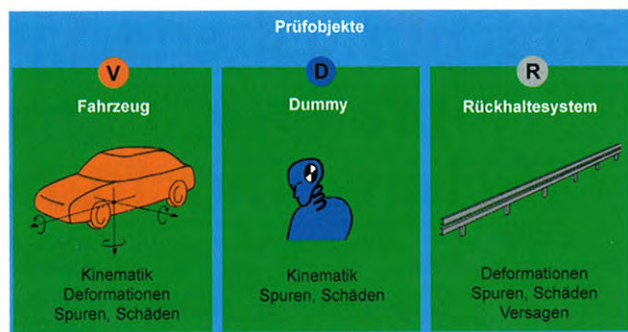 Prüfobjekte
V
Fahrzeug
Kinematik
Deformationen
Spuren, Schäden
D
Dummy
Kinematik
Spuren, Schäden
R
Rückhaltesystem
Deformationen
Spuren, Schäden
Versagen